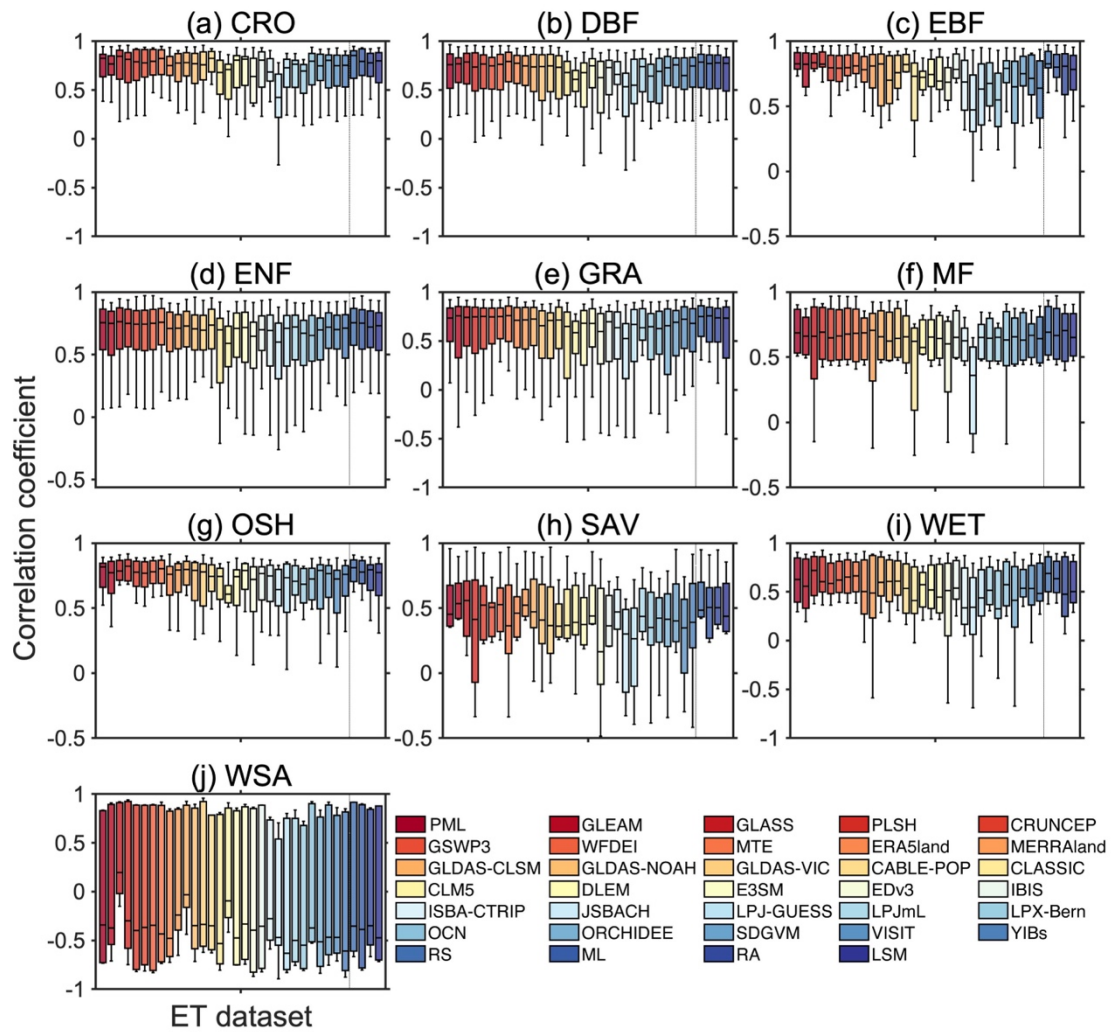 (a) CRO
(b) DBF
(c) EBF
1
0.5
0
-0.5
-1
1
0.5
0
-0.5
-1
1
0.5
0
-0.5
(d) ENF
(e) GRA
(f) MF
1
0.5
0
-0.5
1
0.5
0
-0.5
-1
1
0.5
0
-0.5
Correlation coefficient
(g) OSH
(h) SAV
(i) WET
1
0.5
0
-0.5
1
0.5
0
-0.5
1
0.5
0
-0.5
-1
(j) WSA
1
0.5
0
-0.5
-1
ET dataset
PML GLEAM GLASS PLSH CRUNCEP
GSWP3 WFDEI MTE ERA5land MERRAland
GLDAS-CLSM GLDAS-NOAH GLDAS-VIC CABLE-POP CLASSIC
CLM5 DLEM E3SM EDv3 IBIS
ISBA-CTRIP JSBACH LPJ-GUESS LPJmL LPX-Bern
OCN ORCHIDEE SDGVM VISIT YIBs
RS ML RA LSM